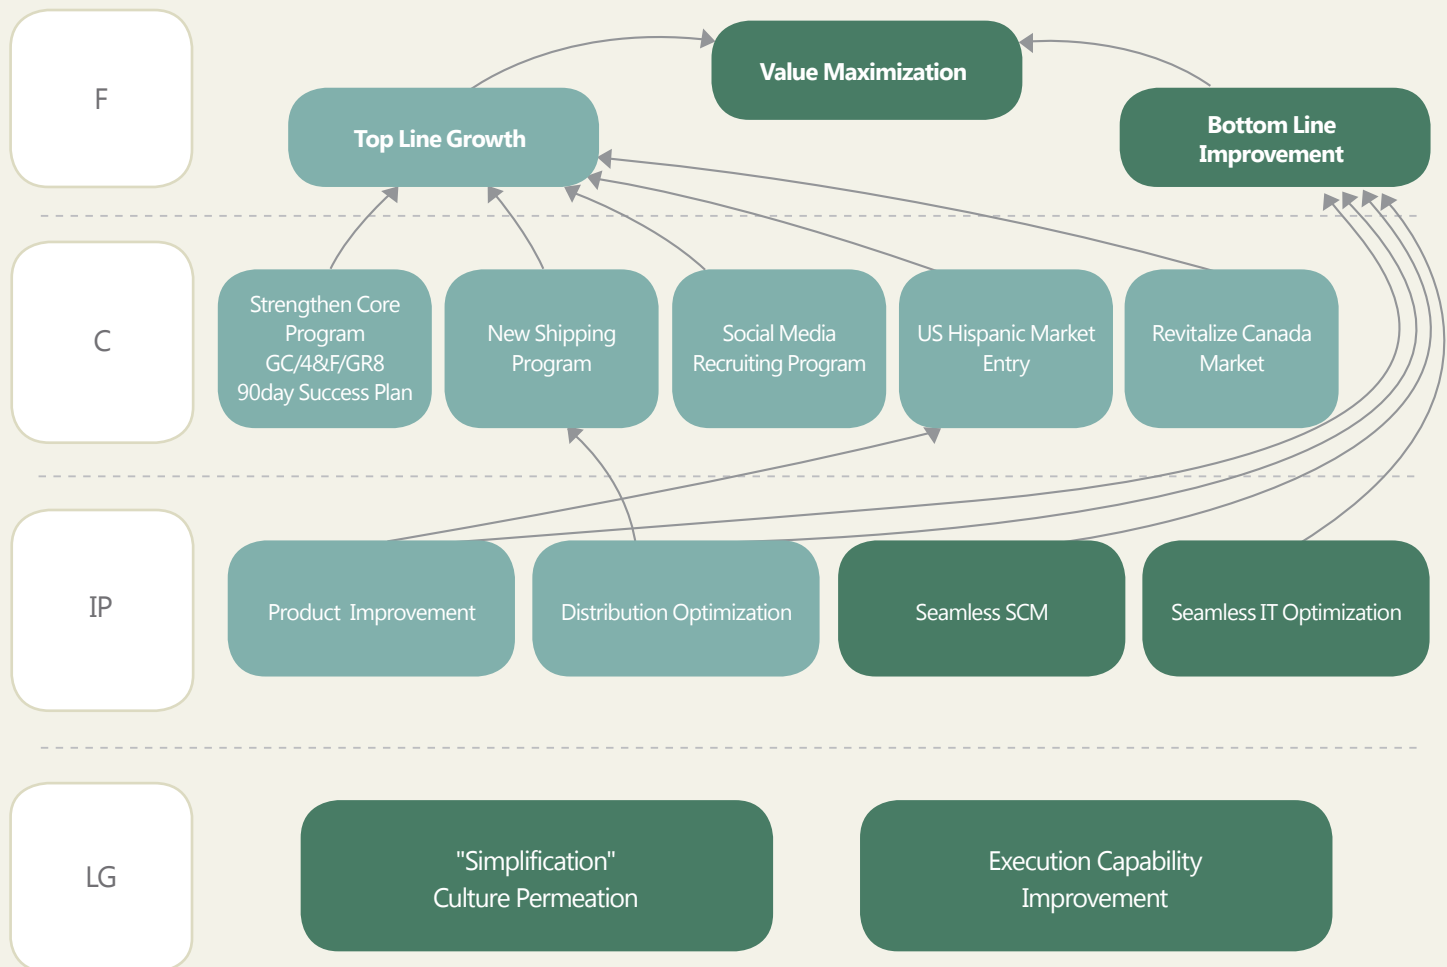 F
Value Maximization
Top Line Growth
Bottom Line
Improvement
C
Strengthen Core
Program
GC/4&F/GR8
90day Success Plan
New Shipping
Program
Social Media
Recruiting Program
US Hispanic Market
Entry
Revitalize Canada
Market
IP
Product  Improvement
Distribution Optimization
Seamless SCM
Seamless IT Optimization
LG
"Simplification"
Culture Permeation
Execution Capability
Improvement